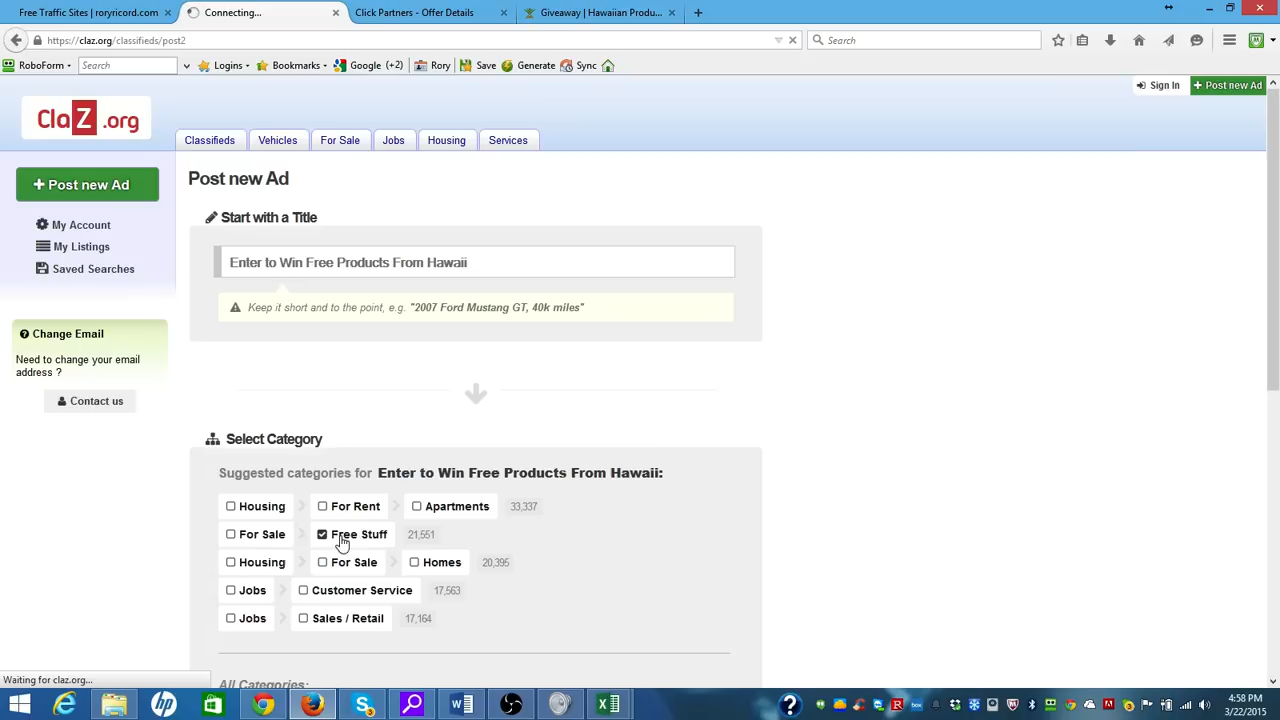 Free Traffic Sites | roryricord.com
Connecting...
Click Partners - Offer Details
Giveaway | Hawaiian Produ...
https://claz.org/classifieds/post2
Search
RoboForm
Search
Logins
Bookmarks
Google (+2)
Rory
Save
Generate
Sync
Sign In
Post new Ad
ClaZ.org
Classifieds
Vehicles
For Sale
Jobs
Housing
Services
Post new Ad
My Account
My Listings
Saved Searches
Change Email
Need to change your email
address ?
Contact us
Post new Ad
Start with a Title
Enter to Win Free Products From Hawaii
Keep it short and to the point, e.g. "2007 Ford Mustang GT, 40k miles"
Select Category
Suggested categories for Enter to Win Free Products From Hawaii:
Housing For Rent Apartments 33,337
For Sale Free Stuff 21,551
Housing For Sale Homes 20,395
Jobs Customer Service 17,563
Jobs Sales / Retail 17,164
All Categories:
Waiting for claz.org...
4:58 PM
3/22/2015